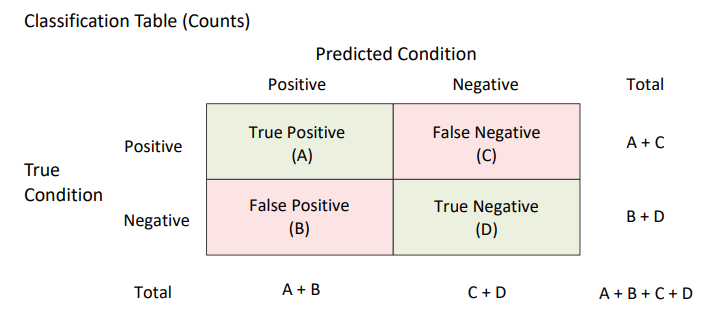 Classification Table (Counts)
Predicted Condition
Positive Negative Total
Positive True Positive (A) False Negative (C) A + C
True Condition
Negative False Positive (B) True Negative (D) B + D
Total A + B C + D A + B + C + D